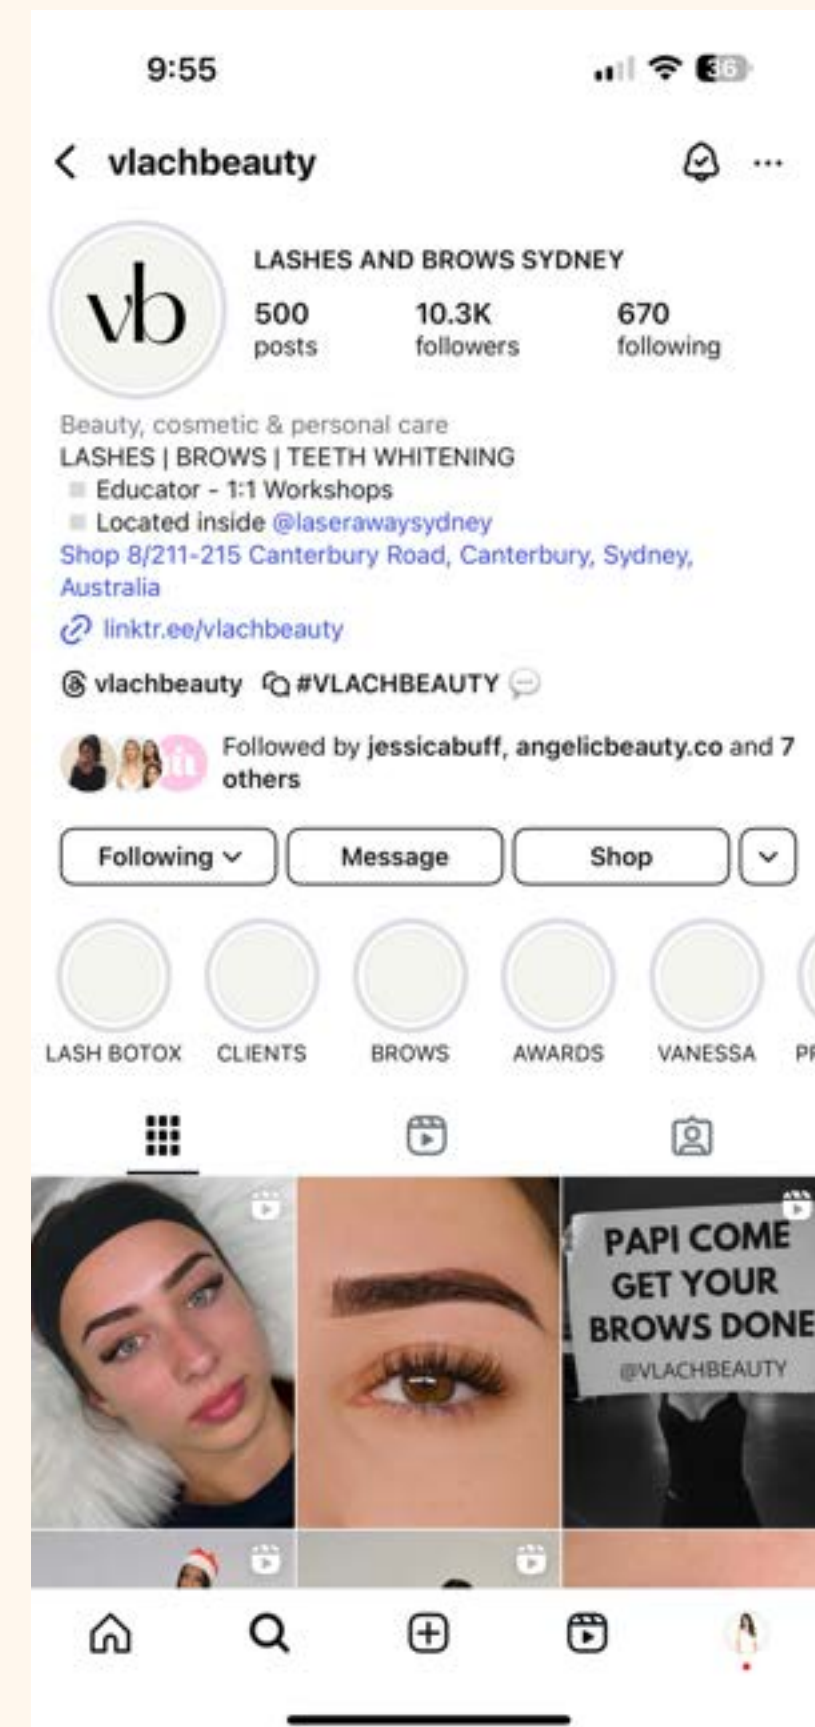 9:55
36
vlachbeauty
vb
LASHES AND BROWS SYDNEY
500 10.3K 670
posts followers following
Beauty, cosmetic & personal care
LASHES | BROWS | TEETH WHITENING
Educator - 1:1 Workshops
Located inside @laserawaysydney
Shop 8/211-215 Canterbury Road, Canterbury, Sydney,
Australia
linktr.ee/vlachbeauty
vlachbeauty #VLACHBEAUTY
Followed by jessicabuff, angelicbeauty.co and 7
others
Following Message Shop
LASH BOTOX CLIENTS BROWS AWARDS VANESSA
PAPI COME
GET YOUR
BROWS DONE
@VLACHBEAUTY